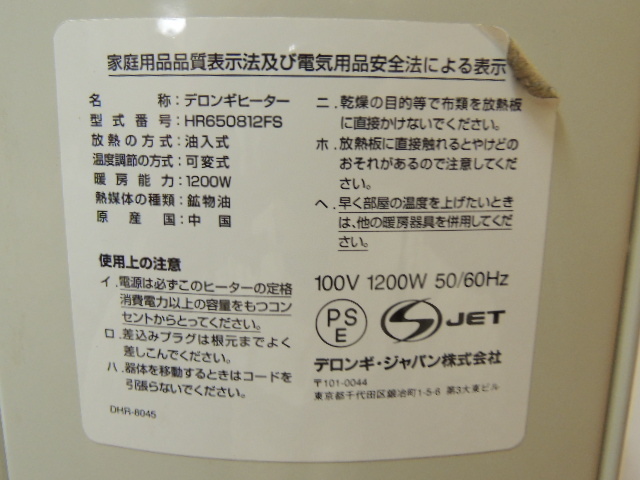 家庭用品品質表示法及び電気用品安全法による表示
名称:デロンギヒーター
型式番号:HR650812FS
放熱の方式:油入式
温度調節の方式:可変式
暖房能力:1200W
熱媒体の種類:鉱物油
原産国:中国
使用上の注意
イ.電源は必ずこのヒーターの定格
消費電力以上の容量をもつコン
セントからとってください。
ロ.差込みプラグは根元までよく
差しこんでください。
ハ.器体を移動するときはコードを
引張らないでください。
DHR-8045
ニ.乾燥の目的等で布類を放熱板
に直接かけないでください。
ホ.放熱板に直接触れるとやけどの
おそれがあるので注意してくだ
さい。
ヘ.早く部屋の温度を上げたいとき
は、他の暖房器具を併用してくだ
さい。
100V 1200W 50/60Hz
PS
E
S JET
デロンギ・ジャパン株式会社
〒101-0044
東京都千代田区鍛冶町1-5-6 第3大東ビル